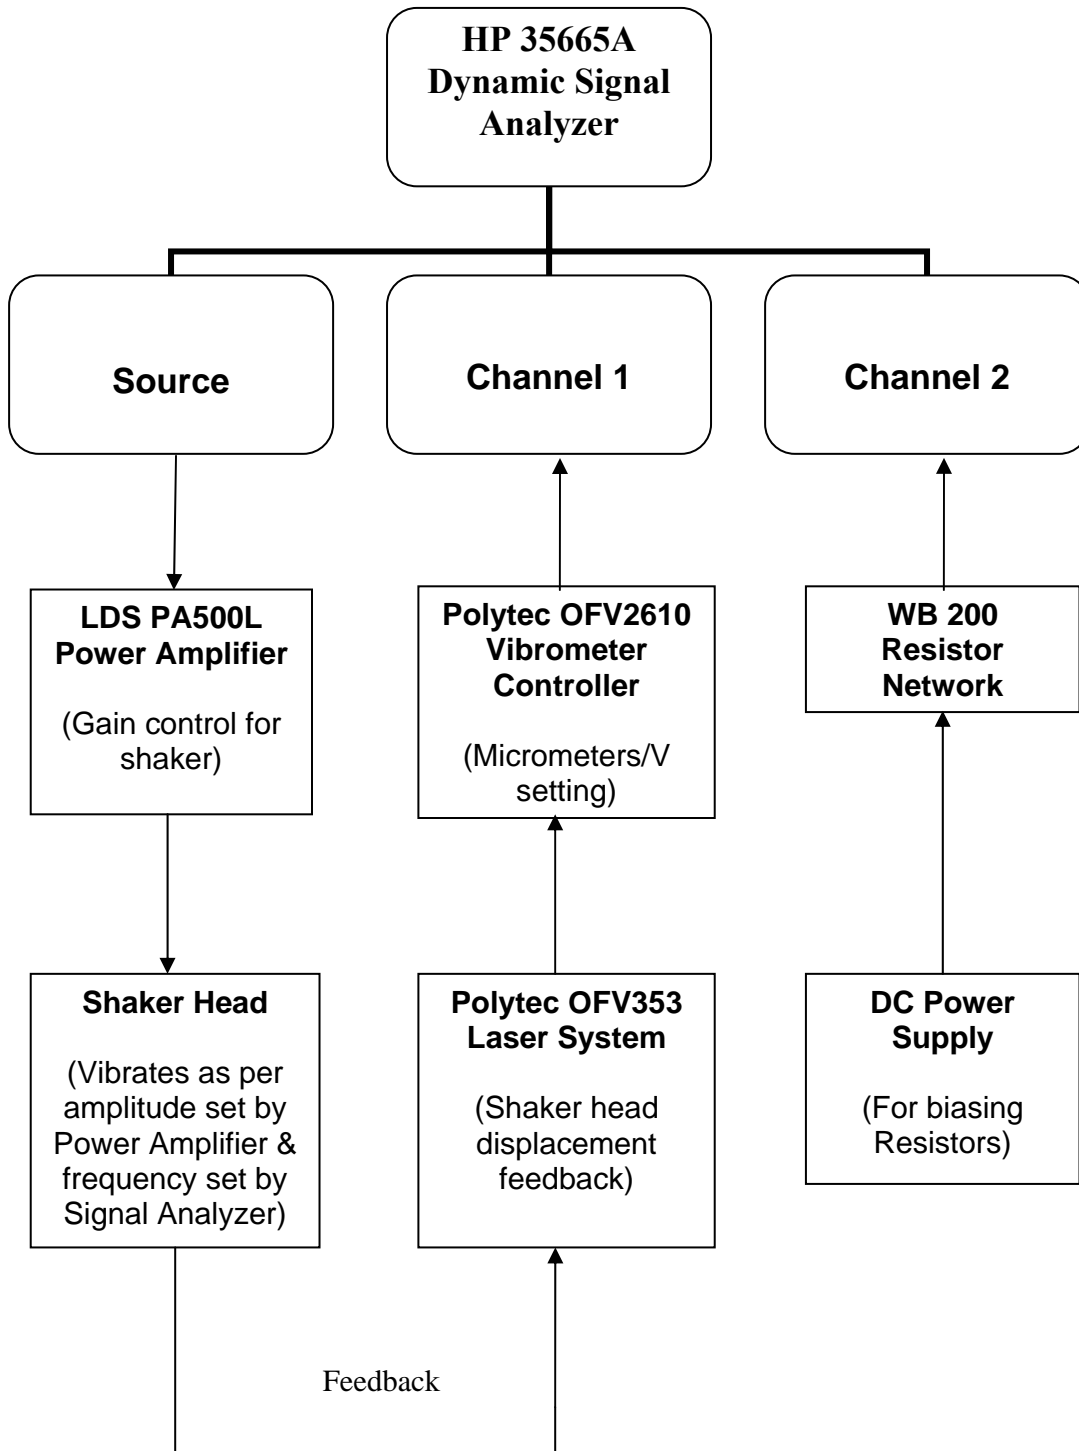 HP 35665A
Dynamic Signal
Analyzer
Source
Channel 1
Channel 2
LDS PA500L
Power Amplifier
(Gain control for
shaker)
Polytec OFV2610
Vibrometer
Controller
(Micrometers/V
setting)
WB 200
Resistor
Network
Shaker Head
(Vibrates as per
amplitude set by
Power Amplifier &
frequency set by
Signal Analyzer)
Polytec OFV353
Laser System
(Shaker head
displacement
feedback)
DC Power
Supply
(For biasing
Resistors)
Feedback